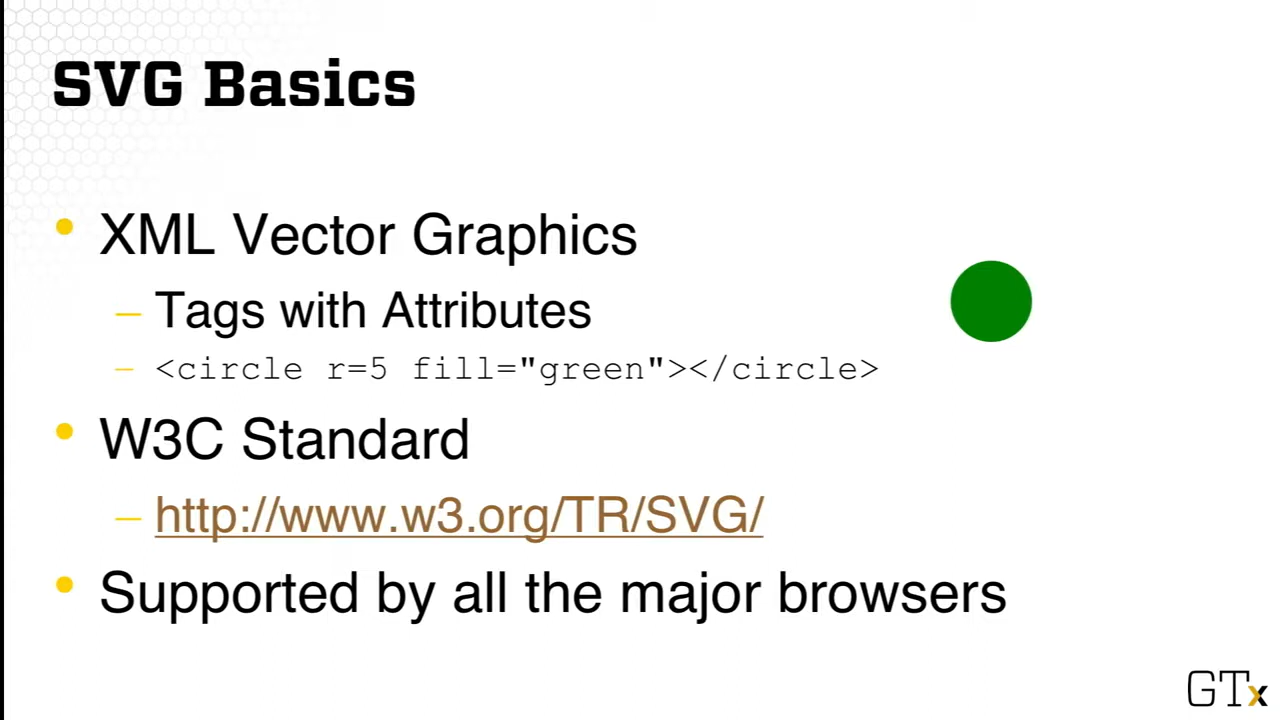 SVG Basics
XML Vector Graphics
– Tags with Attributes
– <circle r=5 fill="green"></circle>
W3C Standard
– http://www.w3.org/TR/SVG/
Supported by all the major browsers
GTx